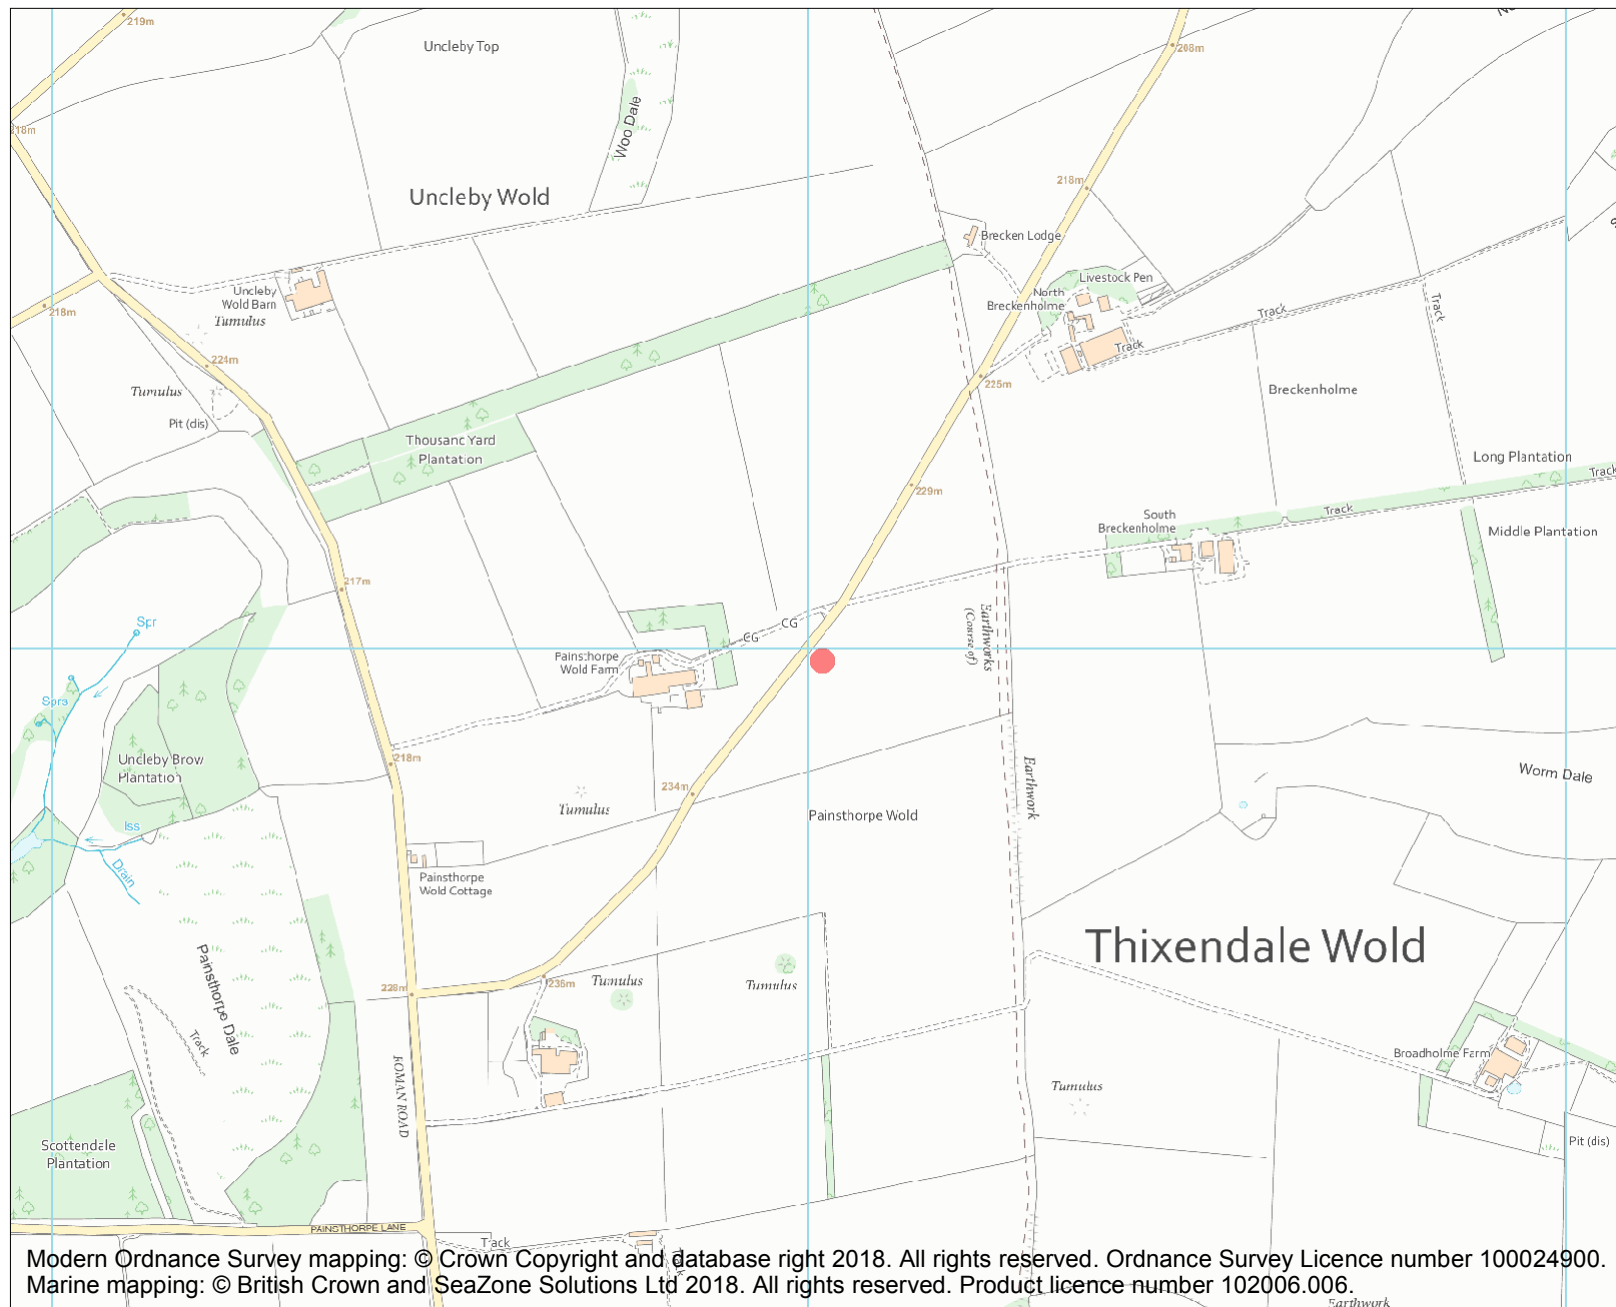 219m
Uncleby Top
208m
218m
Woo Dale
Uncleby Wold
218m
Brecken Lodge
Livestock Pen
North
Breckenholme
Uncleby
Wold Barn
Tumulus
218m
Track
Track
Track
224m
225m
Tumulus
Breckenholme
Pit (dis)
Thousanc Yard
Plantation
Long Plantation
Track
229m
Track
South
Breckenholme
Middle Plantation
217m
Spr
CG
CG
Earthworks
(Course of)
Painsthorpe
Wold Farm
Sprs
Uncleby Brow
Plantation
218m
234m
Tumulus
Painsthorpe Wold
Earthwork
Worm Dale
Iss
Drain
Painsthorpe
Wold Cottage
Thixendale Wold
Painsthorpe Dale
Track
228m
236m
Tumulus
Tumulus
ROMAN ROAD
Broadholme Farm
Tumulus
Pit (dis)
Scottendale
Plantation
PAINSTHORPE LANE
Track
Track
Modern Ordnance Survey mapping: © Crown Copyright and database right 2018. All rights reserved. Ordnance Survey Licence number 100024900.
Marine mapping: © British Crown and SeaZone Solutions Ltd 2018. All rights reserved. Product licence number 102006.006.
Earthwork